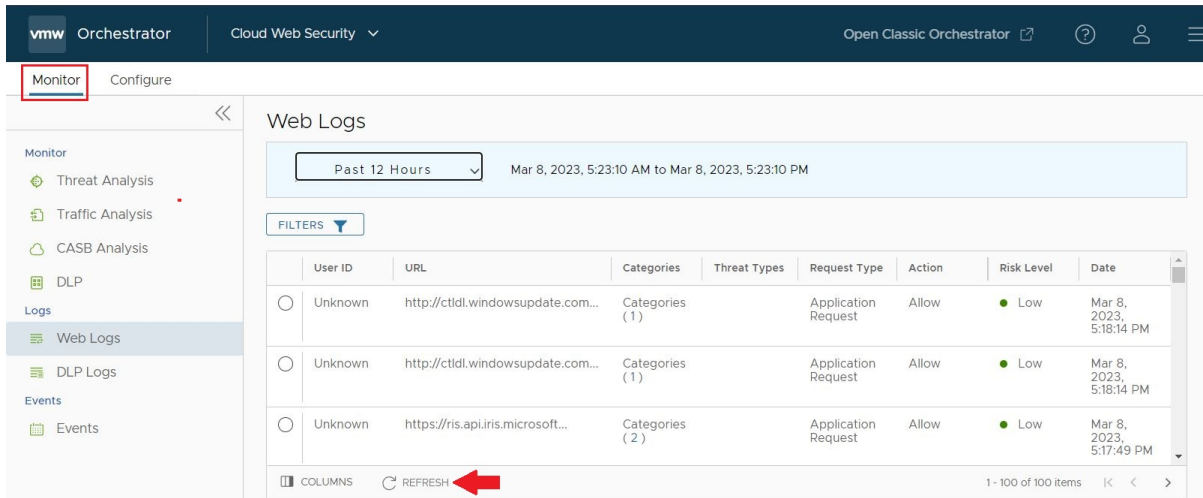 vmw Orchestrator Cloud Web Security Open Classic Orchestrator
Monitor Configure
Monitor
Threat Analysis
Traffic Analysis
CASB Analysis
DLP
Logs
Web Logs
DLP Logs
Events
Events
Web Logs
Past 12 Hours Mar 8, 2023, 5:23:10 AM to Mar 8, 2023, 5:23:10 PM
FILTERS
User ID URL Categories Threat Types Request Type Action Risk Level Date
Unknown http://ctldl.windowsupdate.com... Categories (1) Application Request Allow Low Mar 8, 2023, 5:18:14 PM
Unknown http://ctldl.windowsupdate.com... Categories (1) Application Request Allow Low Mar 8, 2023, 5:18:14 PM
Unknown https://ris.api.iris.microsoft... Categories (2) Application Request Allow Low Mar 8, 2023, 5:17:49 PM
COLUMNS REFRESH 1 - 100 of 100 items